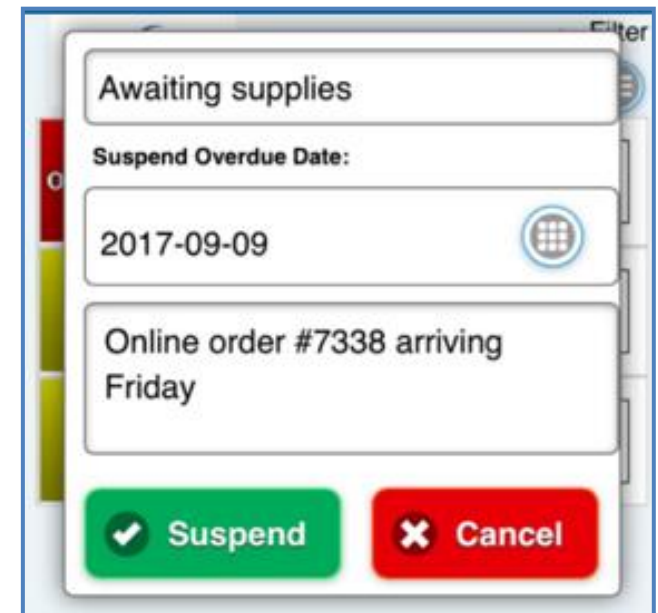 Filter
Awaiting supplies
Suspend Overdue Date:
2017-09-09
Online order #7338 arriving
Friday
Suspend
Cancel